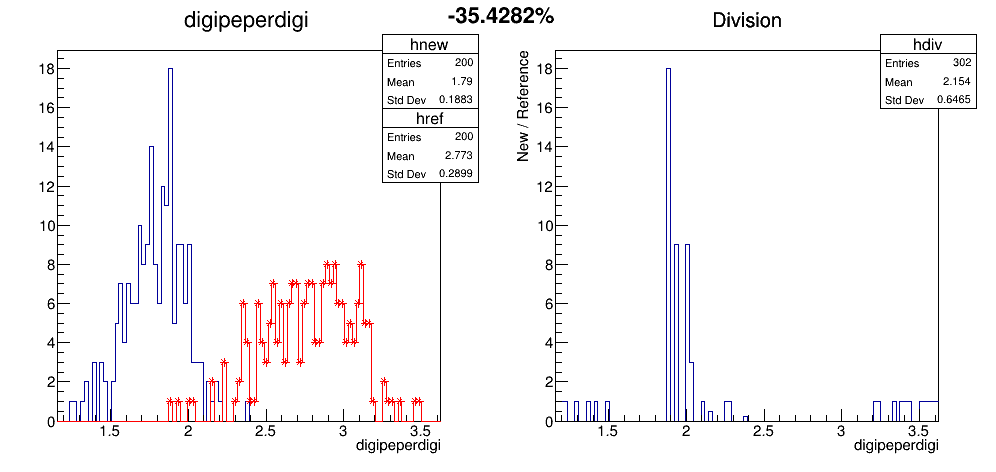 -35.4282%
digipeperdigi
hnew
Entries 200
Mean 1.79
Std Dev 0.1883
href
Entries 200
Mean 2.773
Std Dev 0.2899
18
16
14
12
10
8
6
4
2
0
1.5 2 2.5 3 3.5
digipeperdigi
Division
hdiv
Entries 302
Mean 2.154
Std Dev 0.6465
New / Reference
18
16
14
12
10
8
6
4
2
0
1.5 2 2.5 3 3.5
digipeperdigi